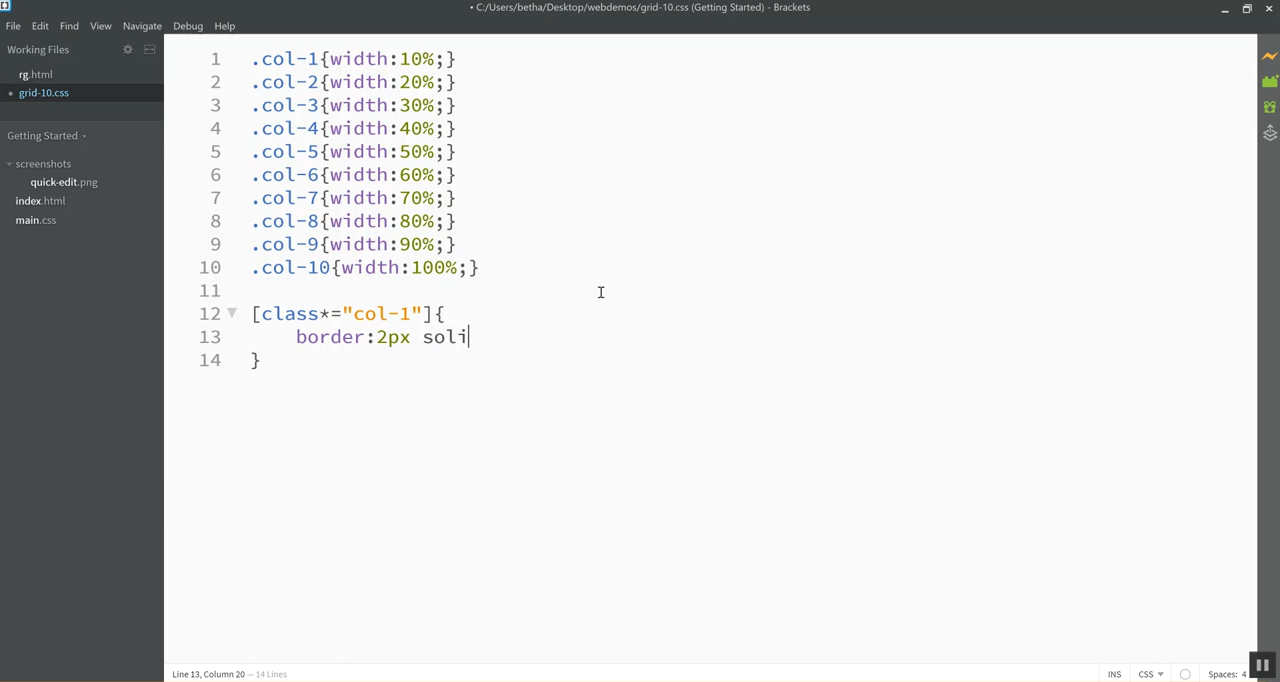 • C:/Users/betha/Desktop/webdemos/grid-10.css (Getting Started) - Brackets
File Edit Find View Navigate Debug Help
Working Files
rg.html
• grid-10.css
Getting Started
screenshots
quick-edit.png
index.html
main.css
1 .col-1{width:10%;}
2 .col-2{width:20%;}
3 .col-3{width:30%;}
4 .col-4{width:40%;}
5 .col-5{width:50%;}
6 .col-6{width:60%;}
7 .col-7{width:70%;}
8 .col-8{width:80%;}
9 .col-9{width:90%;}
10 .col-10{width:100%;}
11
12 [class*="col-1"]{
13 border:2px soli
14 }
Line 13, Column 20 — 14 Lines
INS CSS Spaces: 4